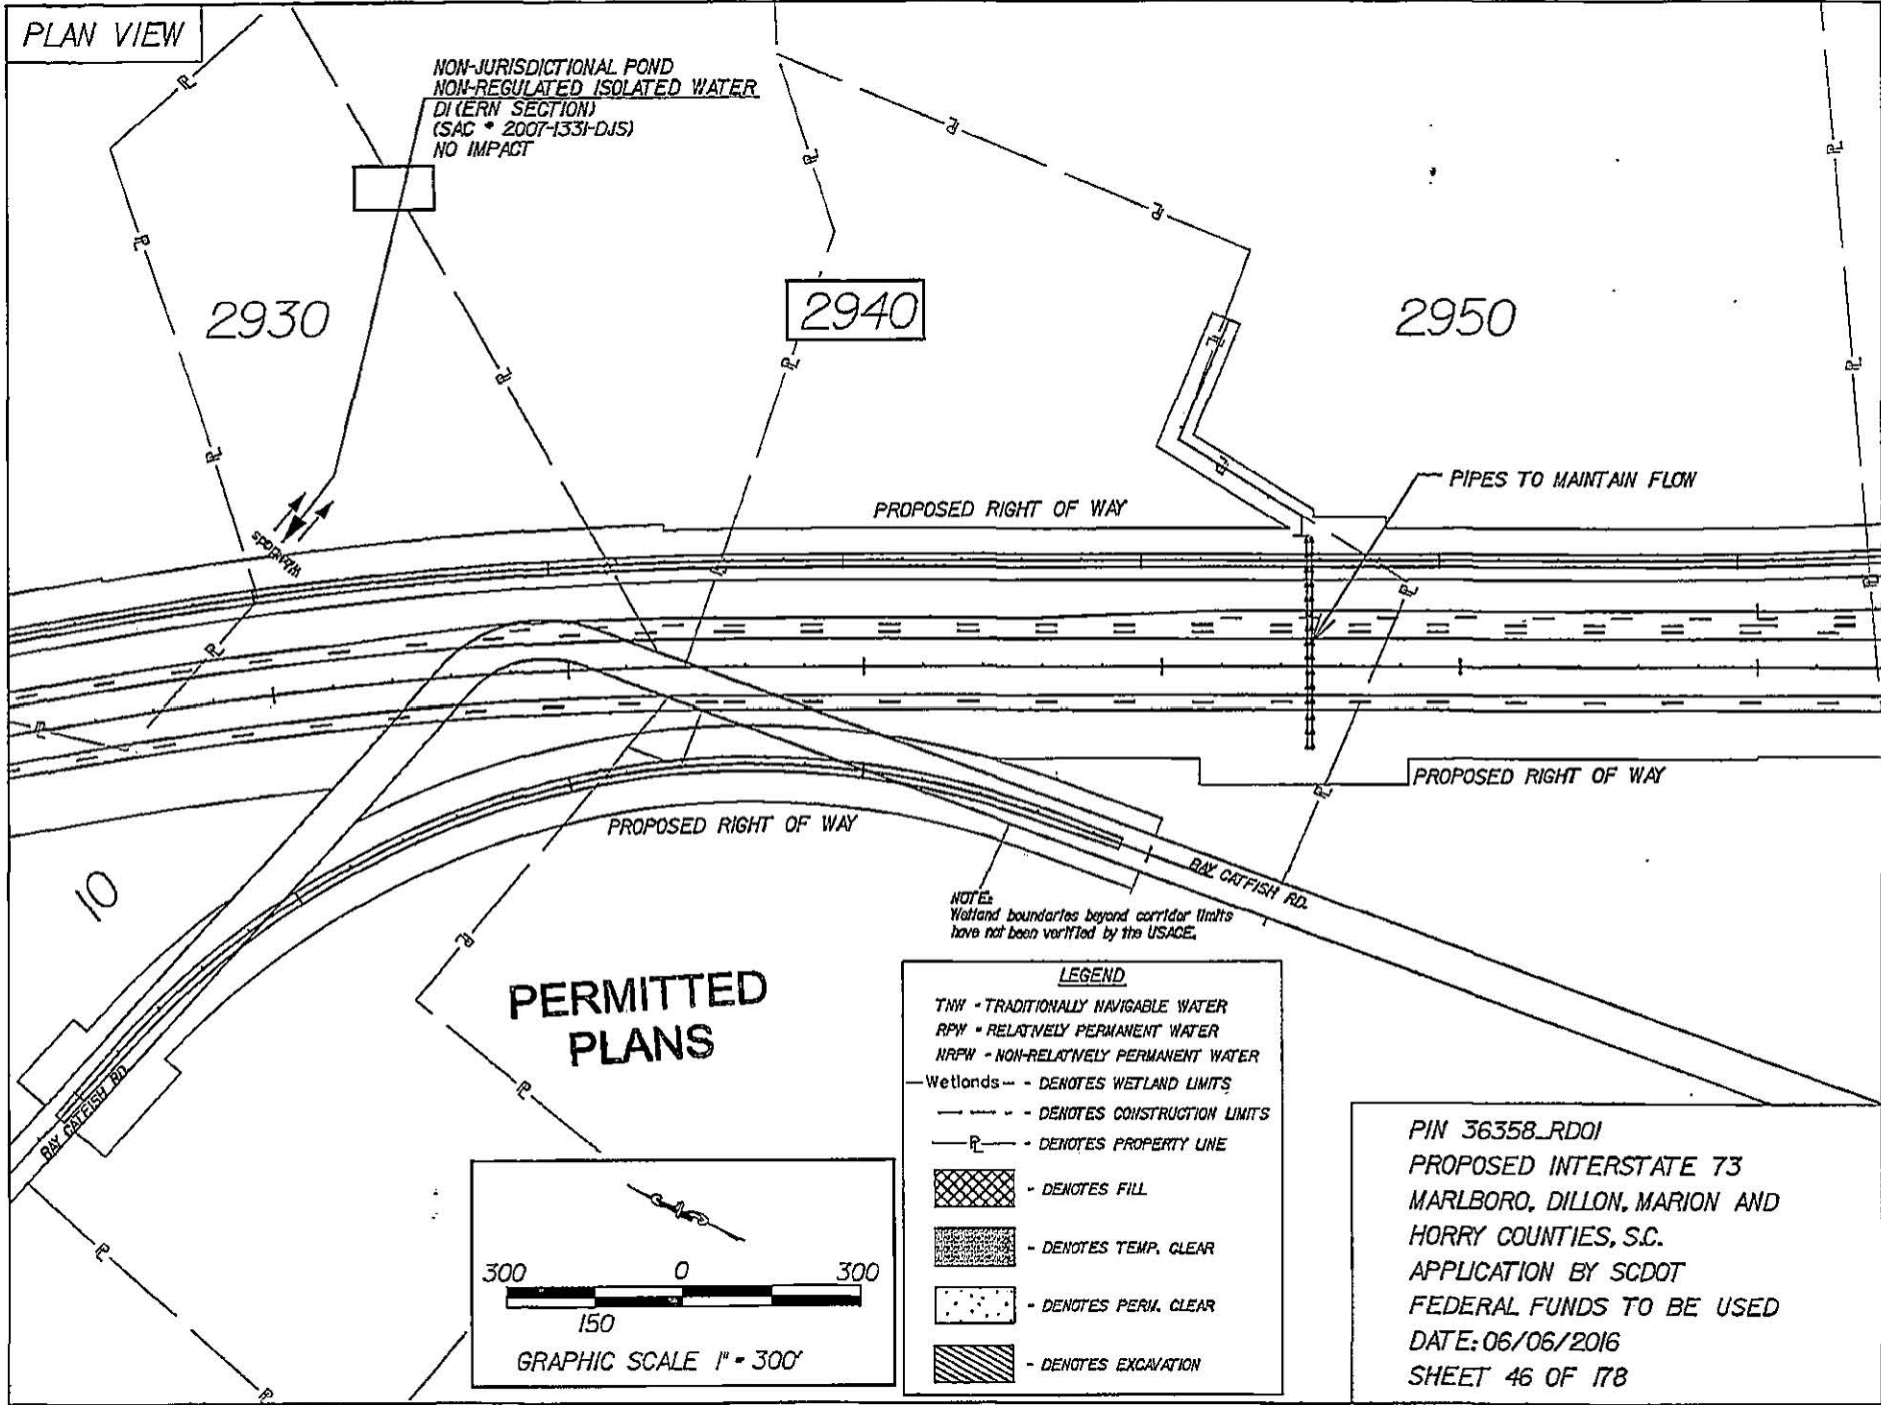 PLAN VIEW
NON-JURISDICTIONAL POND
NON-REGULATED ISOLATED WATER
DI (ERN SECTION)
(SAC # 2007-1331-DJS)
NO IMPACT
2930
2940
2950
PIPES TO MAINTAIN FLOW
PROPOSED RIGHT OF WAY
Wetlands
PROPOSED RIGHT OF WAY
PROPOSED RIGHT OF WAY
BAY CATFISH RD.
10
NOTE:
Wetland boundaries beyond corridor limits
have not been verified by the USACE.
PERMITTED
PLANS
BAY CATFISH RD.
LEGEND
TNW - TRADITIONALLY NAVIGABLE WATER
RPW - RELATIVELY PERMANENT WATER
NRPW - NON-RELATIVELY PERMANENT WATER
Wetlands - DENOTES WETLAND LIMITS
- DENOTES CONSTRUCTION LIMITS
PL - DENOTES PROPERTY LINE
- DENOTES FILL
- DENOTES TEMP. CLEAR
- DENOTES PERM. CLEAR
- DENOTES EXCAVATION
300 0 300
150
GRAPHIC SCALE 1" = 300'
PIN 36358_RD01
PROPOSED INTERSTATE 73
MARLBORO, DILLON, MARION AND
HORRY COUNTIES, S.C.
APPLICATION BY SCDOT
FEDERAL FUNDS TO BE USED
DATE: 06/06/2016
SHEET 46 OF 178